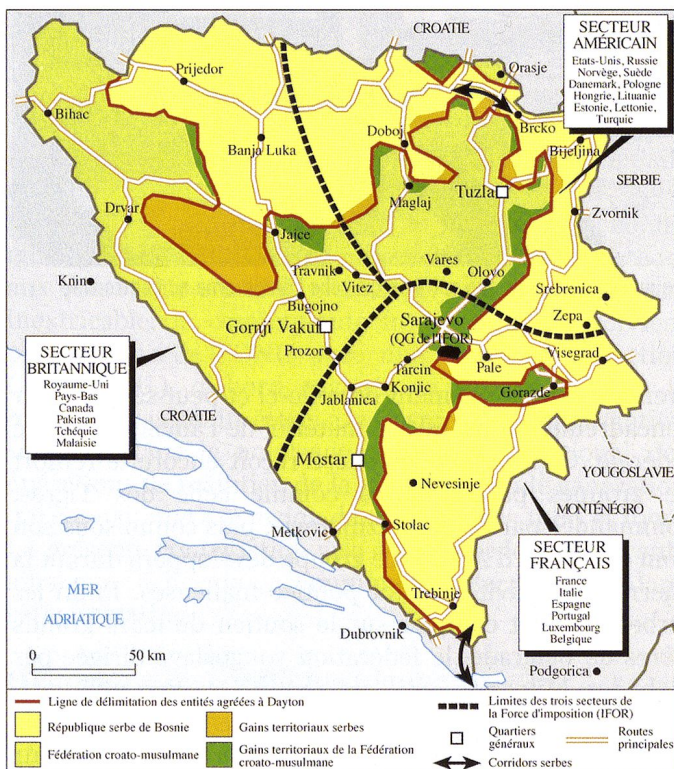 CROATIE
SECTEUR
AMÉRICAIN
Etats-Unis, Russie
Norvège, Suède
Danemark, Pologne
Hongrie, Lituanie
Estonie, Lettonie,
Turquie
Orasje
Prijedor
Bihac
Brcko
Doboj
Banja Luka
Bijeljina
Tuzla
SERBIE
Maglaj
Drvar
Zvornik
Jajce
Travnik
Vares
Olovo
Knin
Vitez
Srebrenica
Bugojno
Zepa
Gornji Vakuf
Sarajevo
(QG de l'IFOR)
Visegrad
Prozor
Pale
SECTEUR
BRITANNIQUE
Royaume-Uni
Pays-Bas
Canada
Pakistan
Tchéquie
Malaisie
Tarcin
Gorazde
Jablanica
Konjic
CROATIE
Mostar
YOUGOSLAVIE
Nevesinje
MONTÉNÉGRO
Metkovic
Stolac
SECTEUR
FRANÇAIS
France
Italie
Espagne
Portugal
Luxembourg
Belgique
MER
ADRIATIQUE
Trebinje
Dubrovnik
0 50 km
Podgorica
Ligne de délimitation des entités agréées à Dayton
République serbe de Bosnie
Gains territoriaux serbes
Fédération croato-musulmane
Gains territoriaux de la Fédération
croato-musulmane
Limites des trois secteurs de
la Force d'imposition (IFOR)
Quartiers
généraux
Routes
principales
Corridors serbes